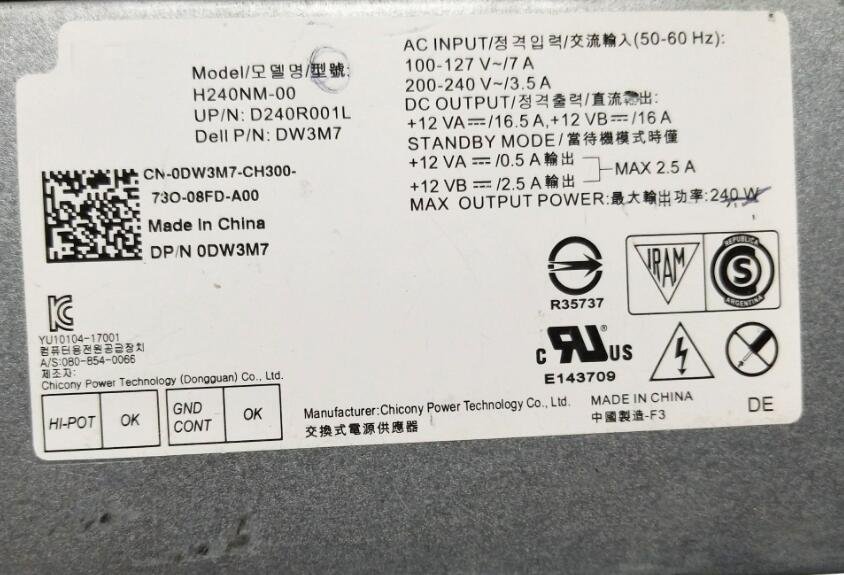 Model/모델명/型號:
H240NM-00
UP/N: D240R001L
Dell P/N: DW3M7
AC INPUT/정격입력/交流輸入(50-60 Hz):
100-127 V~/7 A
200-240 V~/3.5 A
DC OUTPUT/정격출력/直流輸出:
+12 VA⎓/16.5 A,+12 VB⎓/16 A
STANDBY MODE/當待機模式時僅
+12 VA⎓/0.5 A輸出
+12 VB⎓/2.5 A輸出
MAX 2.5 A
MAX OUTPUT POWER:最大輸出功率:240 W
CN-0DW3M7-CH300-
73O-08FD-A00
Made In China
DP/N 0DW3M7
YU10104-17001
컴퓨터용전원공급장치
A/S:080-854-0066
제조자:
Chicony Power Technology (Dongguan) Co., Ltd.
HI-POT OK
GND CONT OK
R35737
IRAM
REPUBLICA
S
ARGENTINA
c RU® US
E143709
Manufacturer:Chicony Power Technology Co., Ltd.
交換式電源供應器
MADE IN CHINA
中國製造-F3
DE